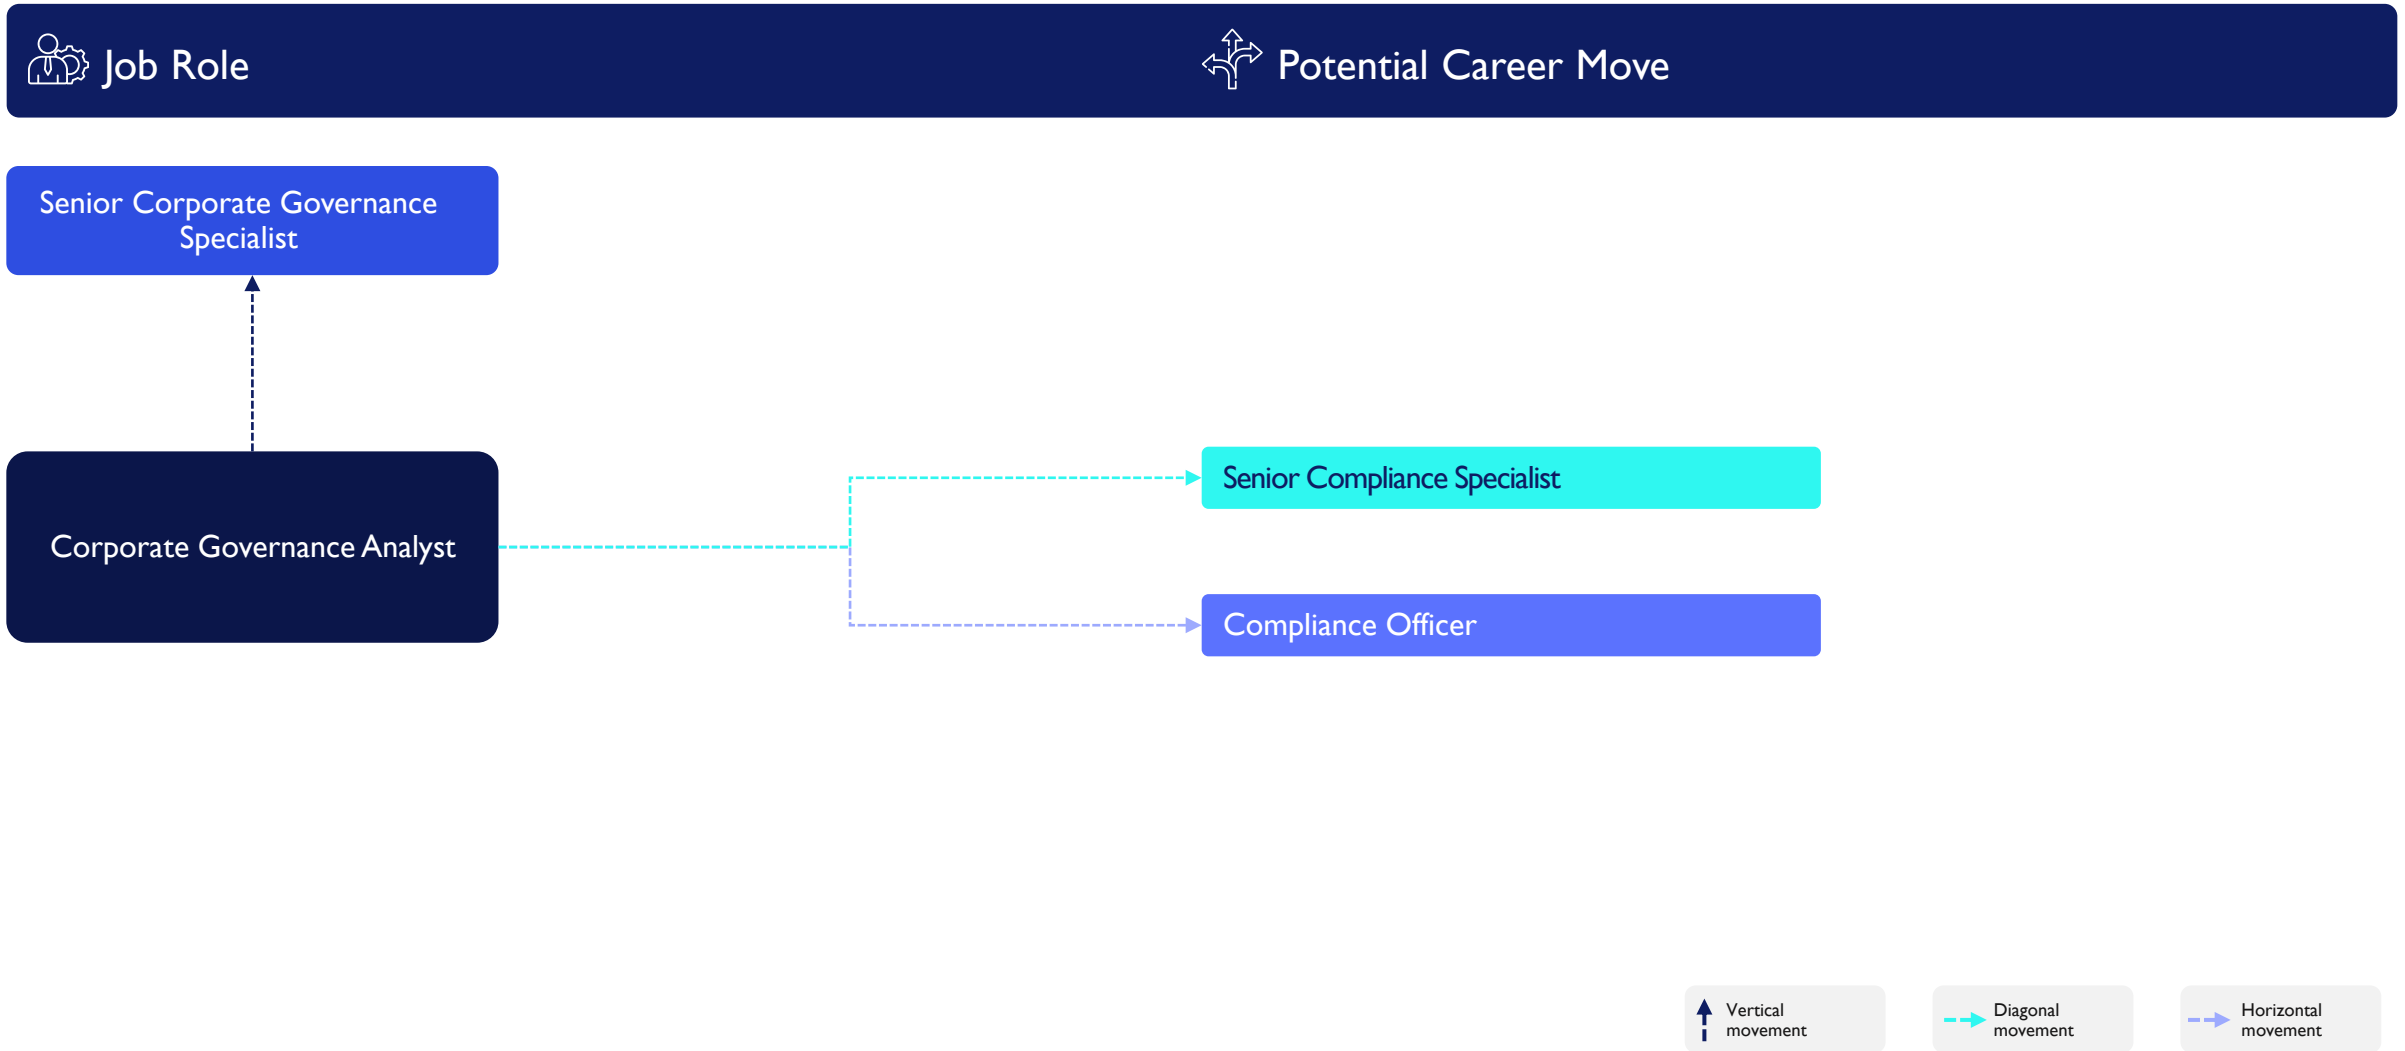 Job Role
Potential Career Move
Senior Corporate Governance
Specialist
Corporate Governance Analyst
Senior Compliance Specialist
Compliance Officer
Vertical
movement
Diagonal
movement
Horizontal
movement